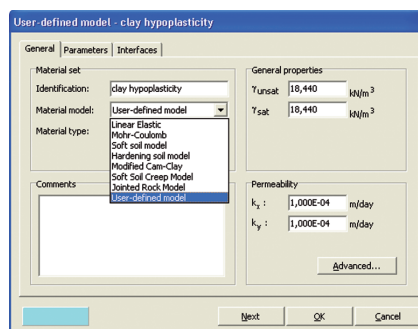 User-defined model - clay hypoplasticity
General Parameters Interfaces
Material set
Identification: clay hypoplasticity
Material model: User-defined model
Material type:
Linear Elastic
Mohr-Coulomb
Soft soil model
Hardening soil model
Modified Cam-Clay
Soft Soil Creep Model
Jointed Rock Model
User-defined model
Comments
General properties
γunsat 18,440 kN/m³
γsat 18,440 kN/m³
Permeability
kx : 1,000E-04 m/day
ky : 1,000E-04 m/day
Advanced...
Next OK Cancel